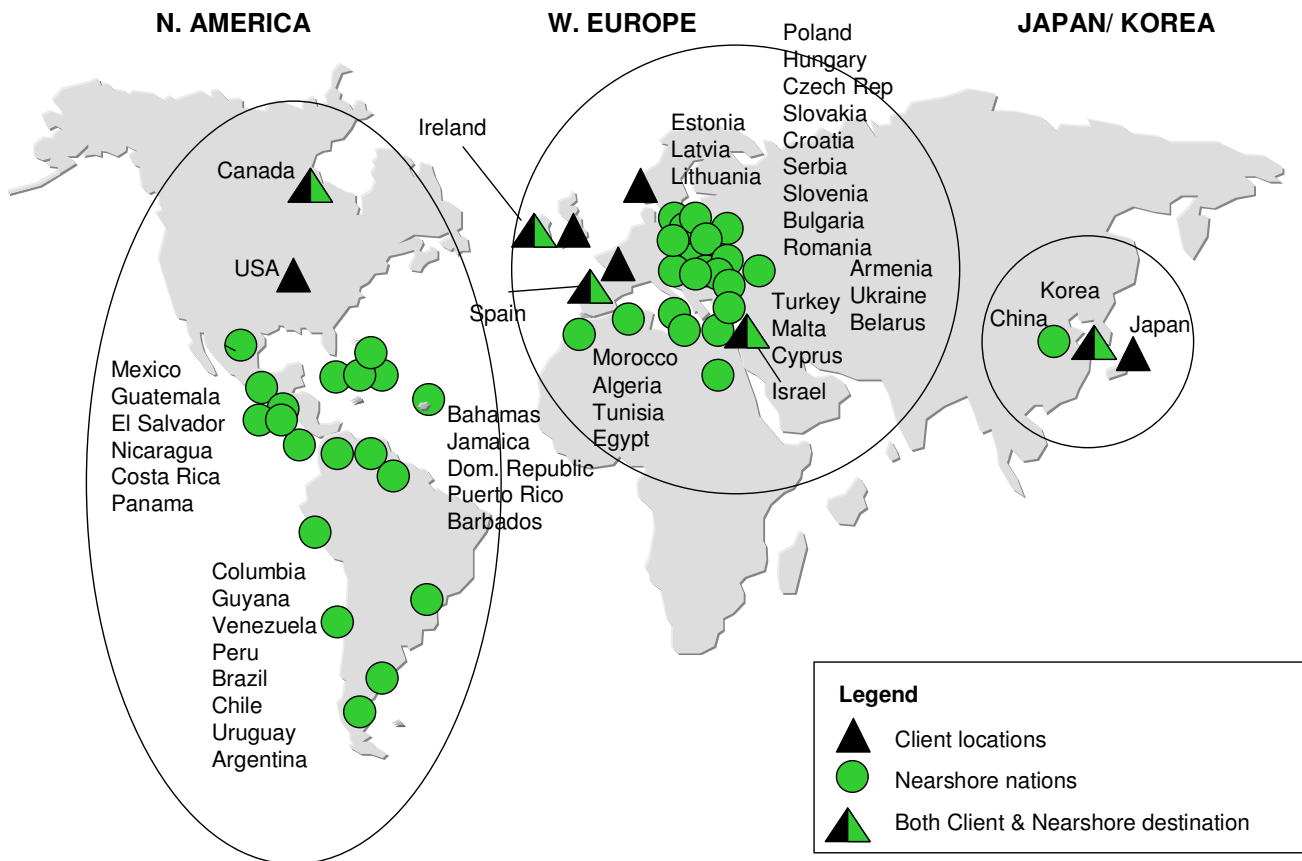 N. AMERICA
W. EUROPE
JAPAN/ KOREA
Canada
USA
Mexico
Guatemala
El Salvador
Nicaragua
Costa Rica
Panama
Bahamas
Jamaica
Dom. Republic
Puerto Rico
Barbados
Columbia
Guyana
Venezuela
Peru
Brazil
Chile
Uruguay
Argentina
Ireland
Spain
Estonia
Latvia
Lithuania
Poland
Hungary
Czech Rep
Slovakia
Croatia
Serbia
Slovenia
Bulgaria
Romania
Armenia
Ukraine
Belarus
Turkey
Malta
Cyprus
Israel
Morocco
Algeria
Tunisia
Egypt
Korea
China
Japan
Legend
Client locations
Nearshore nations
Both Client & Nearshore destination